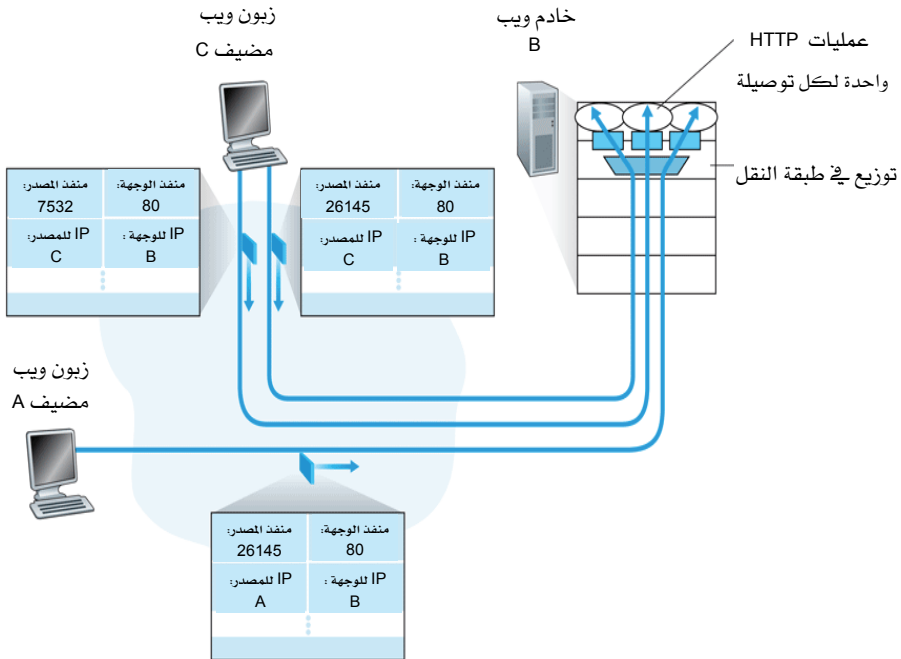 زبون ويب
مضيف C
خادم ويب
B
عمليات HTTP
واحدة لكل توصيلة
توزيع في طبقة النقل
منفذ المصدر:
7532
منفذ الوجهة:
80
IP للمصدر:
C
IP للوجهة :
B
منفذ المصدر:
26145
منفذ الوجهة:
80
IP للمصدر:
C
IP للوجهة :
B
زبون ويب
مضيف A
منفذ المصدر:
26145
منفذ الوجهة:
80
IP للمصدر:
A
IP للوجهة :
B